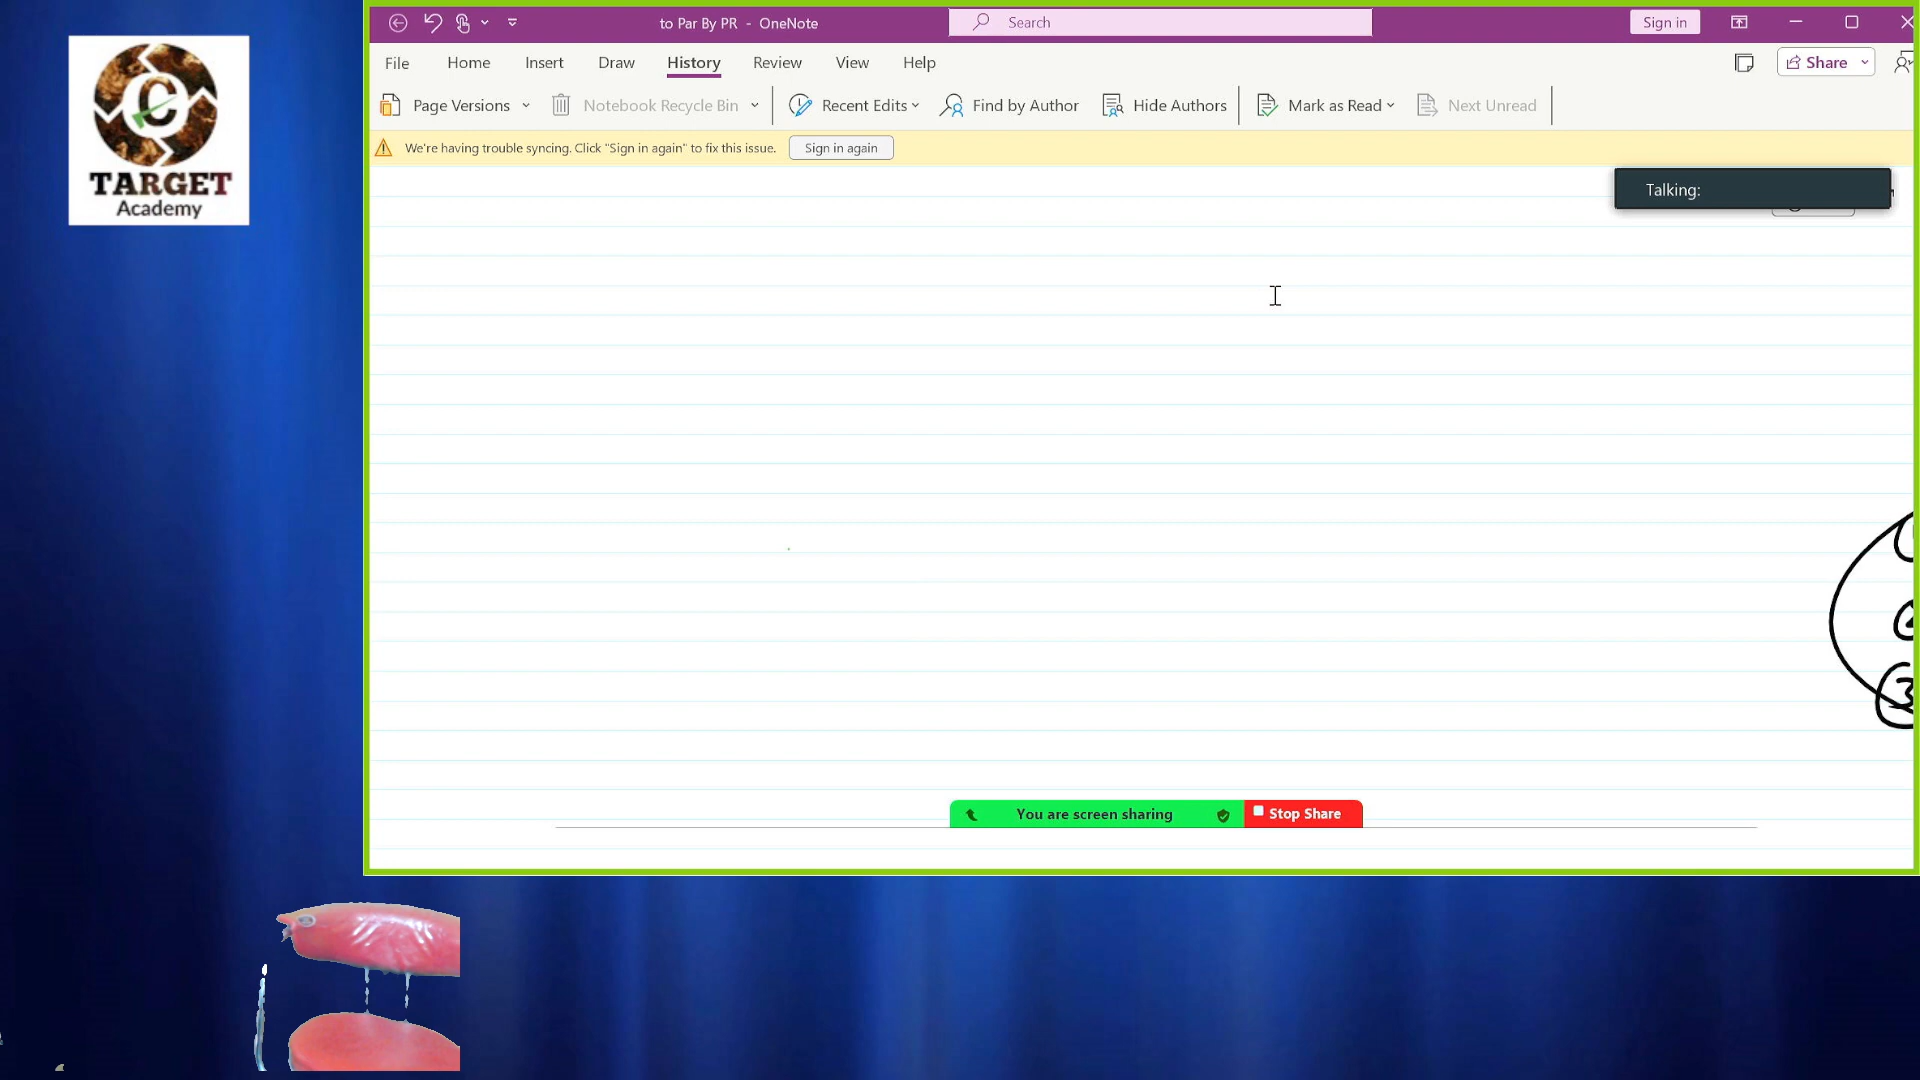 C
TARGET
Academy
to Par By PR - OneNote
Search
Sign in
File
Home
Insert
Draw
History
Review
View
Help
Share
Page Versions
Notebook Recycle Bin
Recent Edits
Find by Author
Hide Authors
Mark as Read
Next Unread
We're having trouble syncing. Click "Sign in again" to fix this issue.
Sign in again
Talking:
3
You are screen sharing
Stop Share